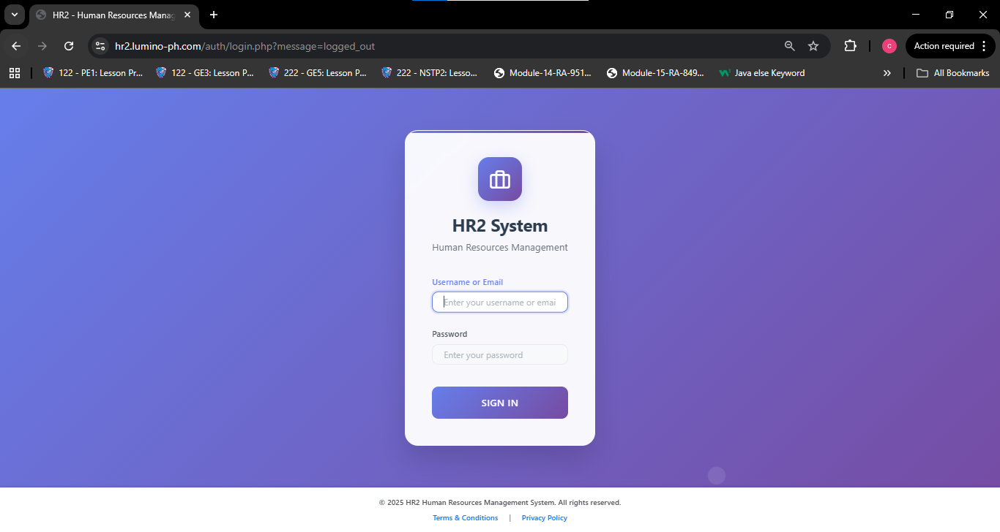 HR2 - Human Resources Manag
hr2.lumino-ph.com/auth/login.php?message=logged_out
C
Action required
122 - PE1: Lesson Pr...
122 - GE3: Lesson P...
222 - GE5: Lesson P...
222 - NSTP2: Lesso...
Module-14-RA-951...
Module-15-RA-849...
Java else Keyword
All Bookmarks
HR2 System
Human Resources Management
Username or Email
Enter your username or emai
Password
Enter your password
SIGN IN
© 2025 HR2 Human Resources Management System. All rights reserved.
Terms & Conditions | Privacy Policy